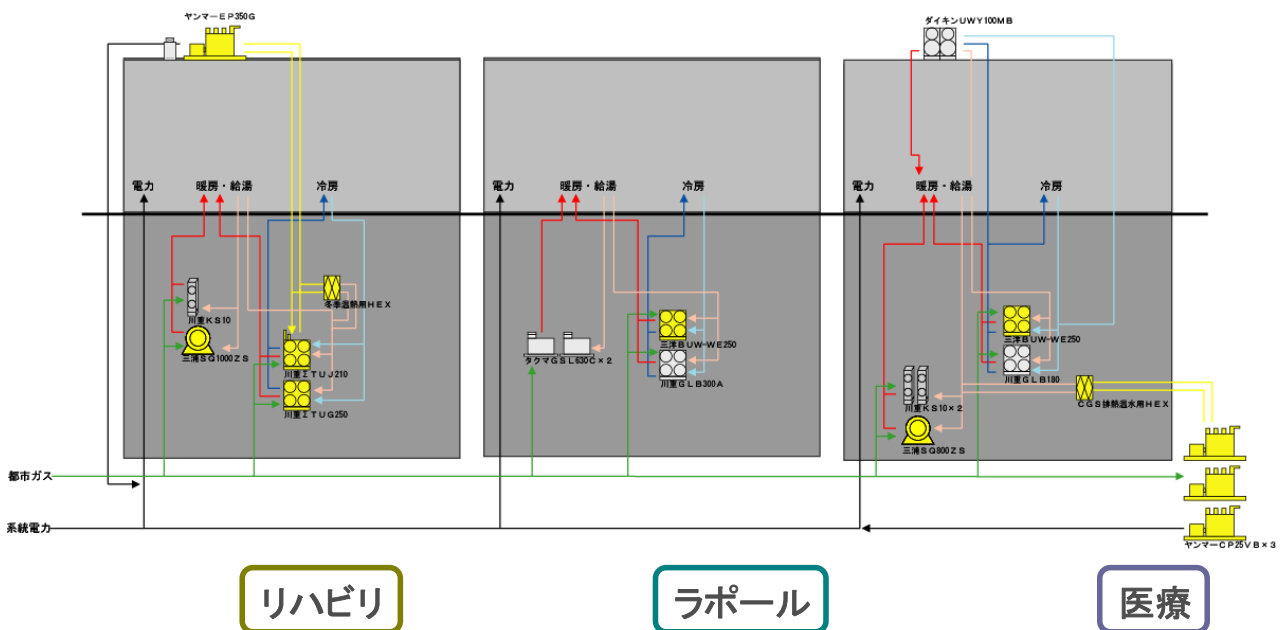 ヤンマーEP350G
ダイキンUWY100MB
電力
暖房・給湯
冷房
電力
暖房・給湯
冷房
電力
暖房・給湯
冷房
冬季温熱用HEX
川重KS10
三浦SQ1000ZS
川重ΣTUJ210
川重ΣTUG250
タクマGSL630C×2
三洋BUW-WE250
川重GLB300A
三洋BUW-WE250
川重GLB180
川重KS10×2
三浦SQ800ZS
CGS排熱温水用HEX
都市ガス
系統電力
ヤンマーCP25VB×3
リハビリ
ラポール
医療